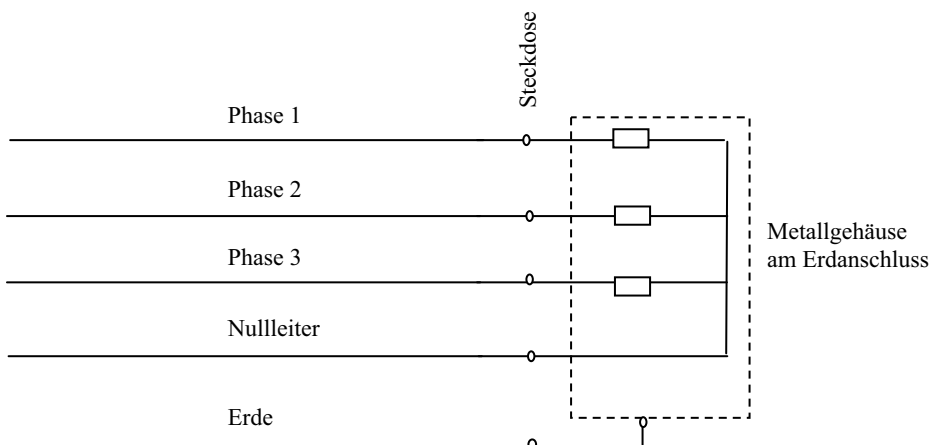 Steckdose
Phase 1
Phase 2
Phase 3
Metallgehäuse
am Erdanschluss
Nullleiter
Erde